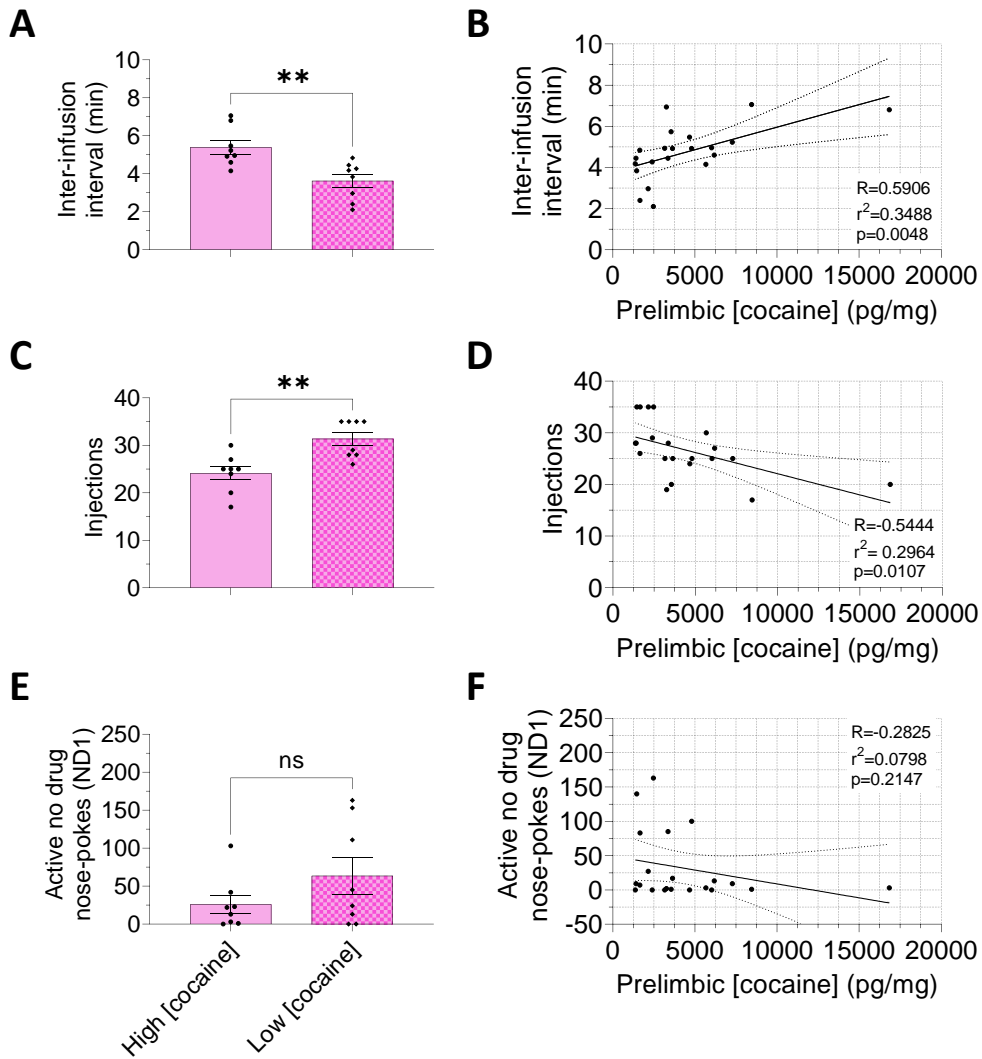 A
Inter-infusion
interval (min)
10
8
6
4
2
0
**
B
Inter-infusion
interval (min)
10
8
6
4
2
0
R=0.5906
r²=0.3488
p=0.0048
0 5000 10000 15000 20000
Prelimbic [cocaine] (pg/mg)
C
Injections
40
30
20
10
0
**
D
Injections
40
30
20
10
0
R=-0.5444
r²= 0.2964
p=0.0107
0 5000 10000 15000 20000
Prelimbic [cocaine] (pg/mg)
E
Active no drug
nose-pokes (ND1)
250
200
150
100
50
0
ns
High [cocaine]
Low [cocaine]
F
Active no drug
nose-pokes (ND1)
250
200
150
100
50
0
-50
R=-0.2825
r²=0.0798
p=0.2147
0 5000 10000 15000 20000
Prelimbic [cocaine] (pg/mg)